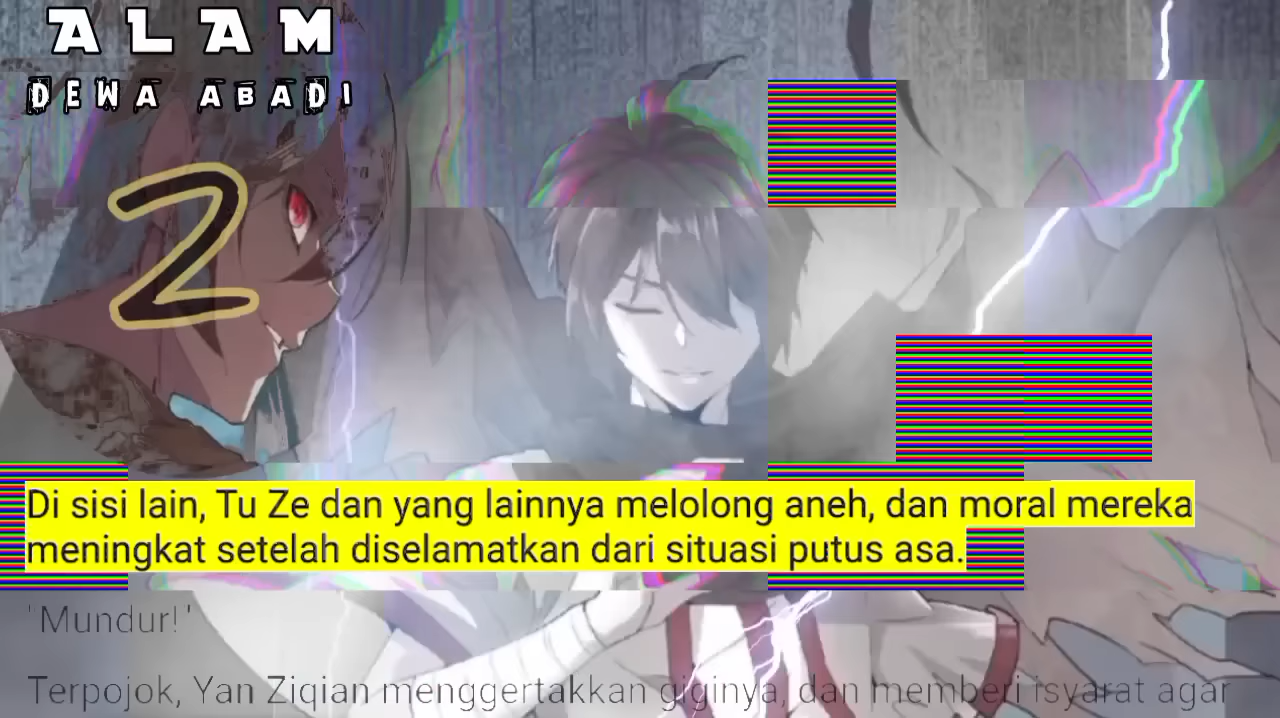 ALAM
DEWA ABADI
2
Di sisi lain, Tu Ze dan yang lainnya melolong aneh, dan moral mereka
meningkat setelah diselamatkan dari situasi putus asa.
'Mundur!'
Terpojok, Yan Ziqian menggertakkan giginya, dan memberi isyarat agar